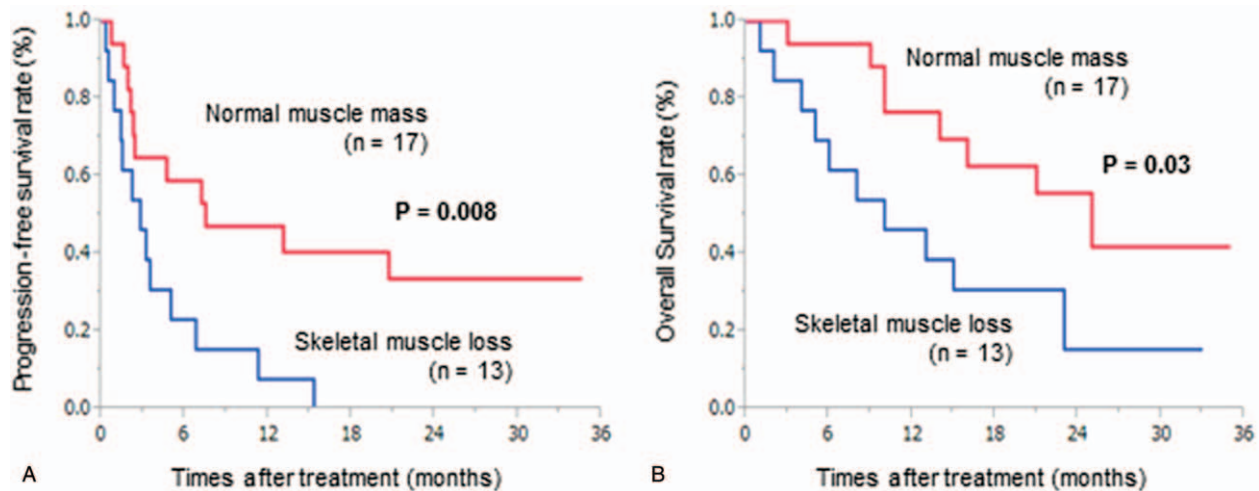 Progression-free survival rate (%)
1.0
0.8
0.6
0.4
0.2
0.0
Normal muscle mass
(n = 17)
P = 0.008
Skeletal muscle loss
(n = 13)
0 6 12 18 24 30 36
A
Times after treatment (months)
Overall Survival rate (%)
1.0
0.8
0.6
0.4
0.2
0.0
Normal muscle mass
(n = 17)
P = 0.03
Skeletal muscle loss
(n = 13)
0 6 12 18 24 30 36
B
Times after treatment (months)